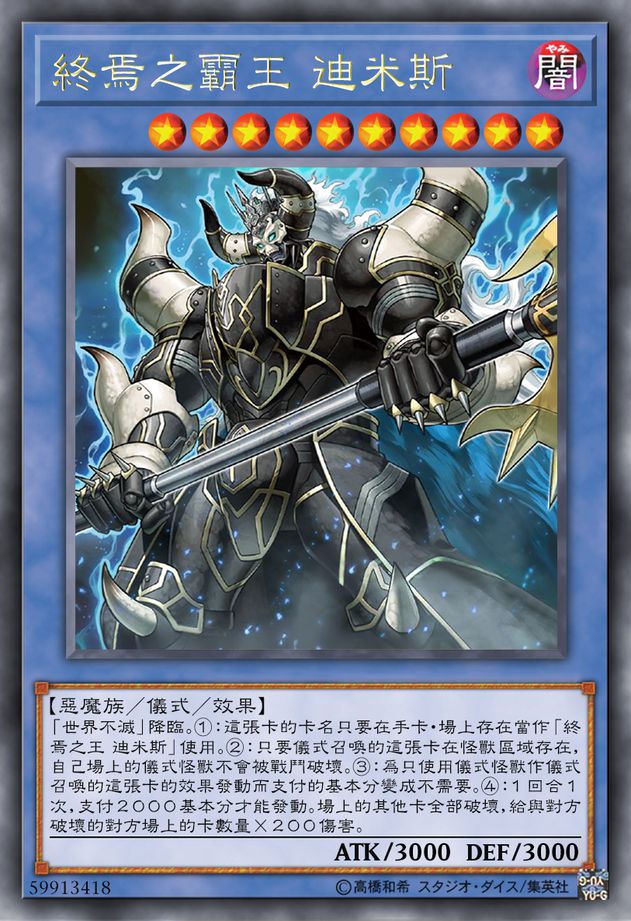 終焉之霸王 迪米斯
やみ
闇
【惡魔族／儀式／效果】
「世界不滅」降臨。①：這張卡的卡名只要在手卡・場上存在當作「終
焉之王 迪米斯」使用。②：只要儀式召喚的這張卡在怪獸區域存在，
自己場上的儀式怪獸不會被戰鬥破壞。③：爲只使用儀式怪獸作儀式
召喚的這張卡的效果發動而支付的基本分變成不需要。④：１回合１
次，支付２０００基本分才能發動。場上的其他卡全部破壞，給與對方
破壞的對方場上的卡數量×２００傷害。
ATK/3000 DEF/3000
59913418
©高橋和希 スタジオ・ダイス/集英社
YU-G